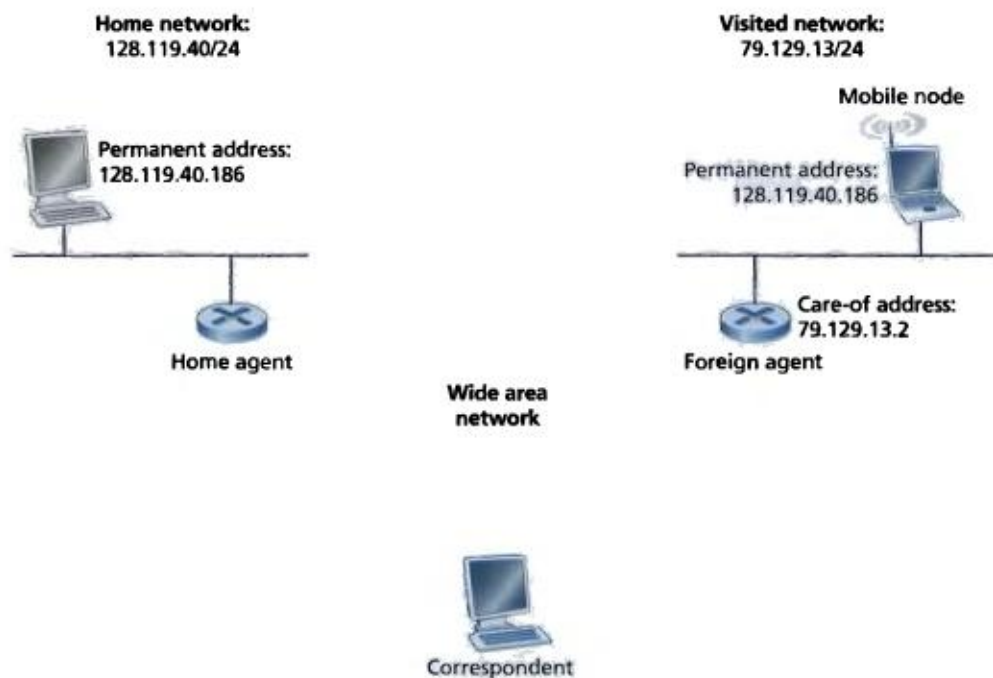 Home network:
128.119.40/24
Visited network:
79.129.13/24
Mobile node
Permanent address:
128.119.40.186
Permanent address:
128.119.40.186
Care-of address:
79.129.13.2
Home agent
Foreign agent
Wide area
network
Correspondent